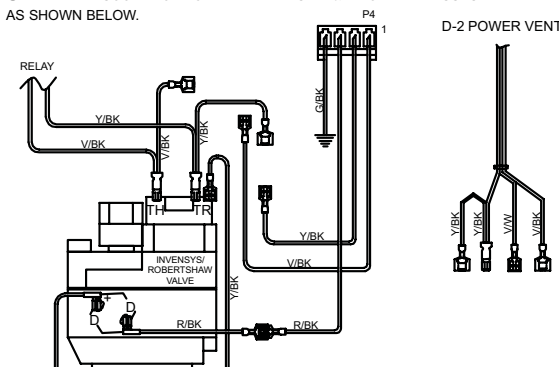 AS SHOWN BELOW.
P4
1
D-2 POWER VENT
RELAY
G/BK
Y/BK
V/BK
Y/BK
V/BK
TH
TR
Y/BK
V/BK
INVENSYS/
ROBERTSHAW
VALVE
Y/BK
+
D
D
R/BK
R/BK
Y/BK
Y/BK
V/W
V/BK